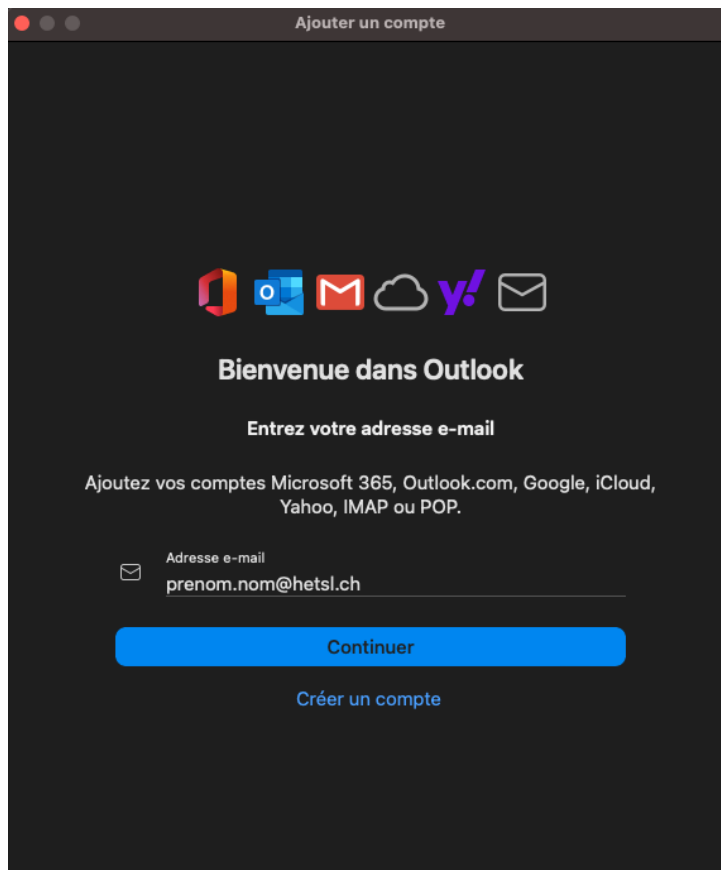 Ajouter un compte
Bienvenue dans Outlook
Entrez votre adresse e-mail
Ajoutez vos comptes Microsoft 365, Outlook.com, Google, iCloud,
Yahoo, IMAP ou POP.
Adresse e-mail
prenom.nom@hetsl.ch
Continuer
Créer un compte